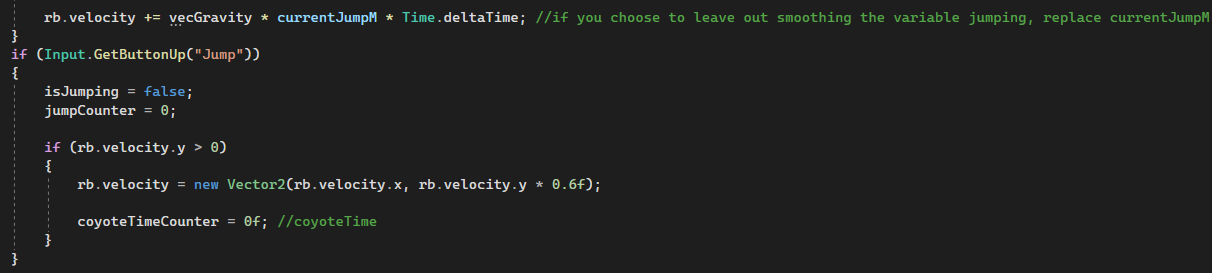 rb.velocity += vecGravity * currentJumpM * Time.deltaTime; //if you choose to leave out smoothing the variable jumping, replace currentJumpM
}
if (Input.GetButtonUp("Jump"))
{
isJumping = false;
jumpCounter = 0;
if (rb.velocity.y > 0)
{
rb.velocity = new Vector2(rb.velocity.x, rb.velocity.y * 0.6f);
coyoteTimeCounter = 0f; //coyoteTime
}
}